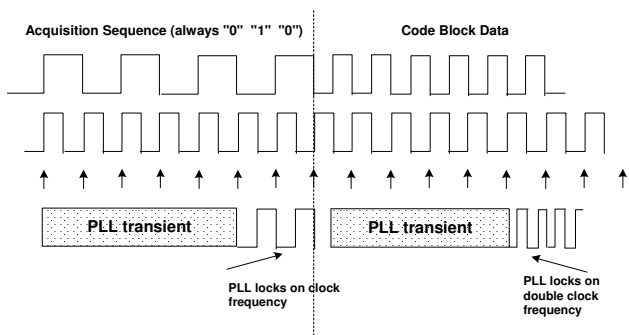 Acquisition Sequence (always "0" "1" "0")
Code Block Data
PLL transient
PLL transient
PLL locks on clock
frequency
PLL locks on
double clock
frequency